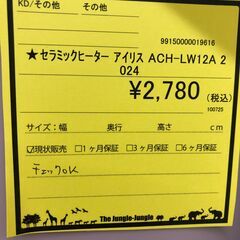 KD/その他 その他
99150000019616
★セラミックヒーター アイリス ACH-LW12A 2
024
¥2,780(税込)
100725
サイズ:幅 奥行 高さ cm
☑現状販売 □1ヶ月保証 □3ヶ月保証 □6ヶ月保証
チェックOK
The Jungle-Jungle